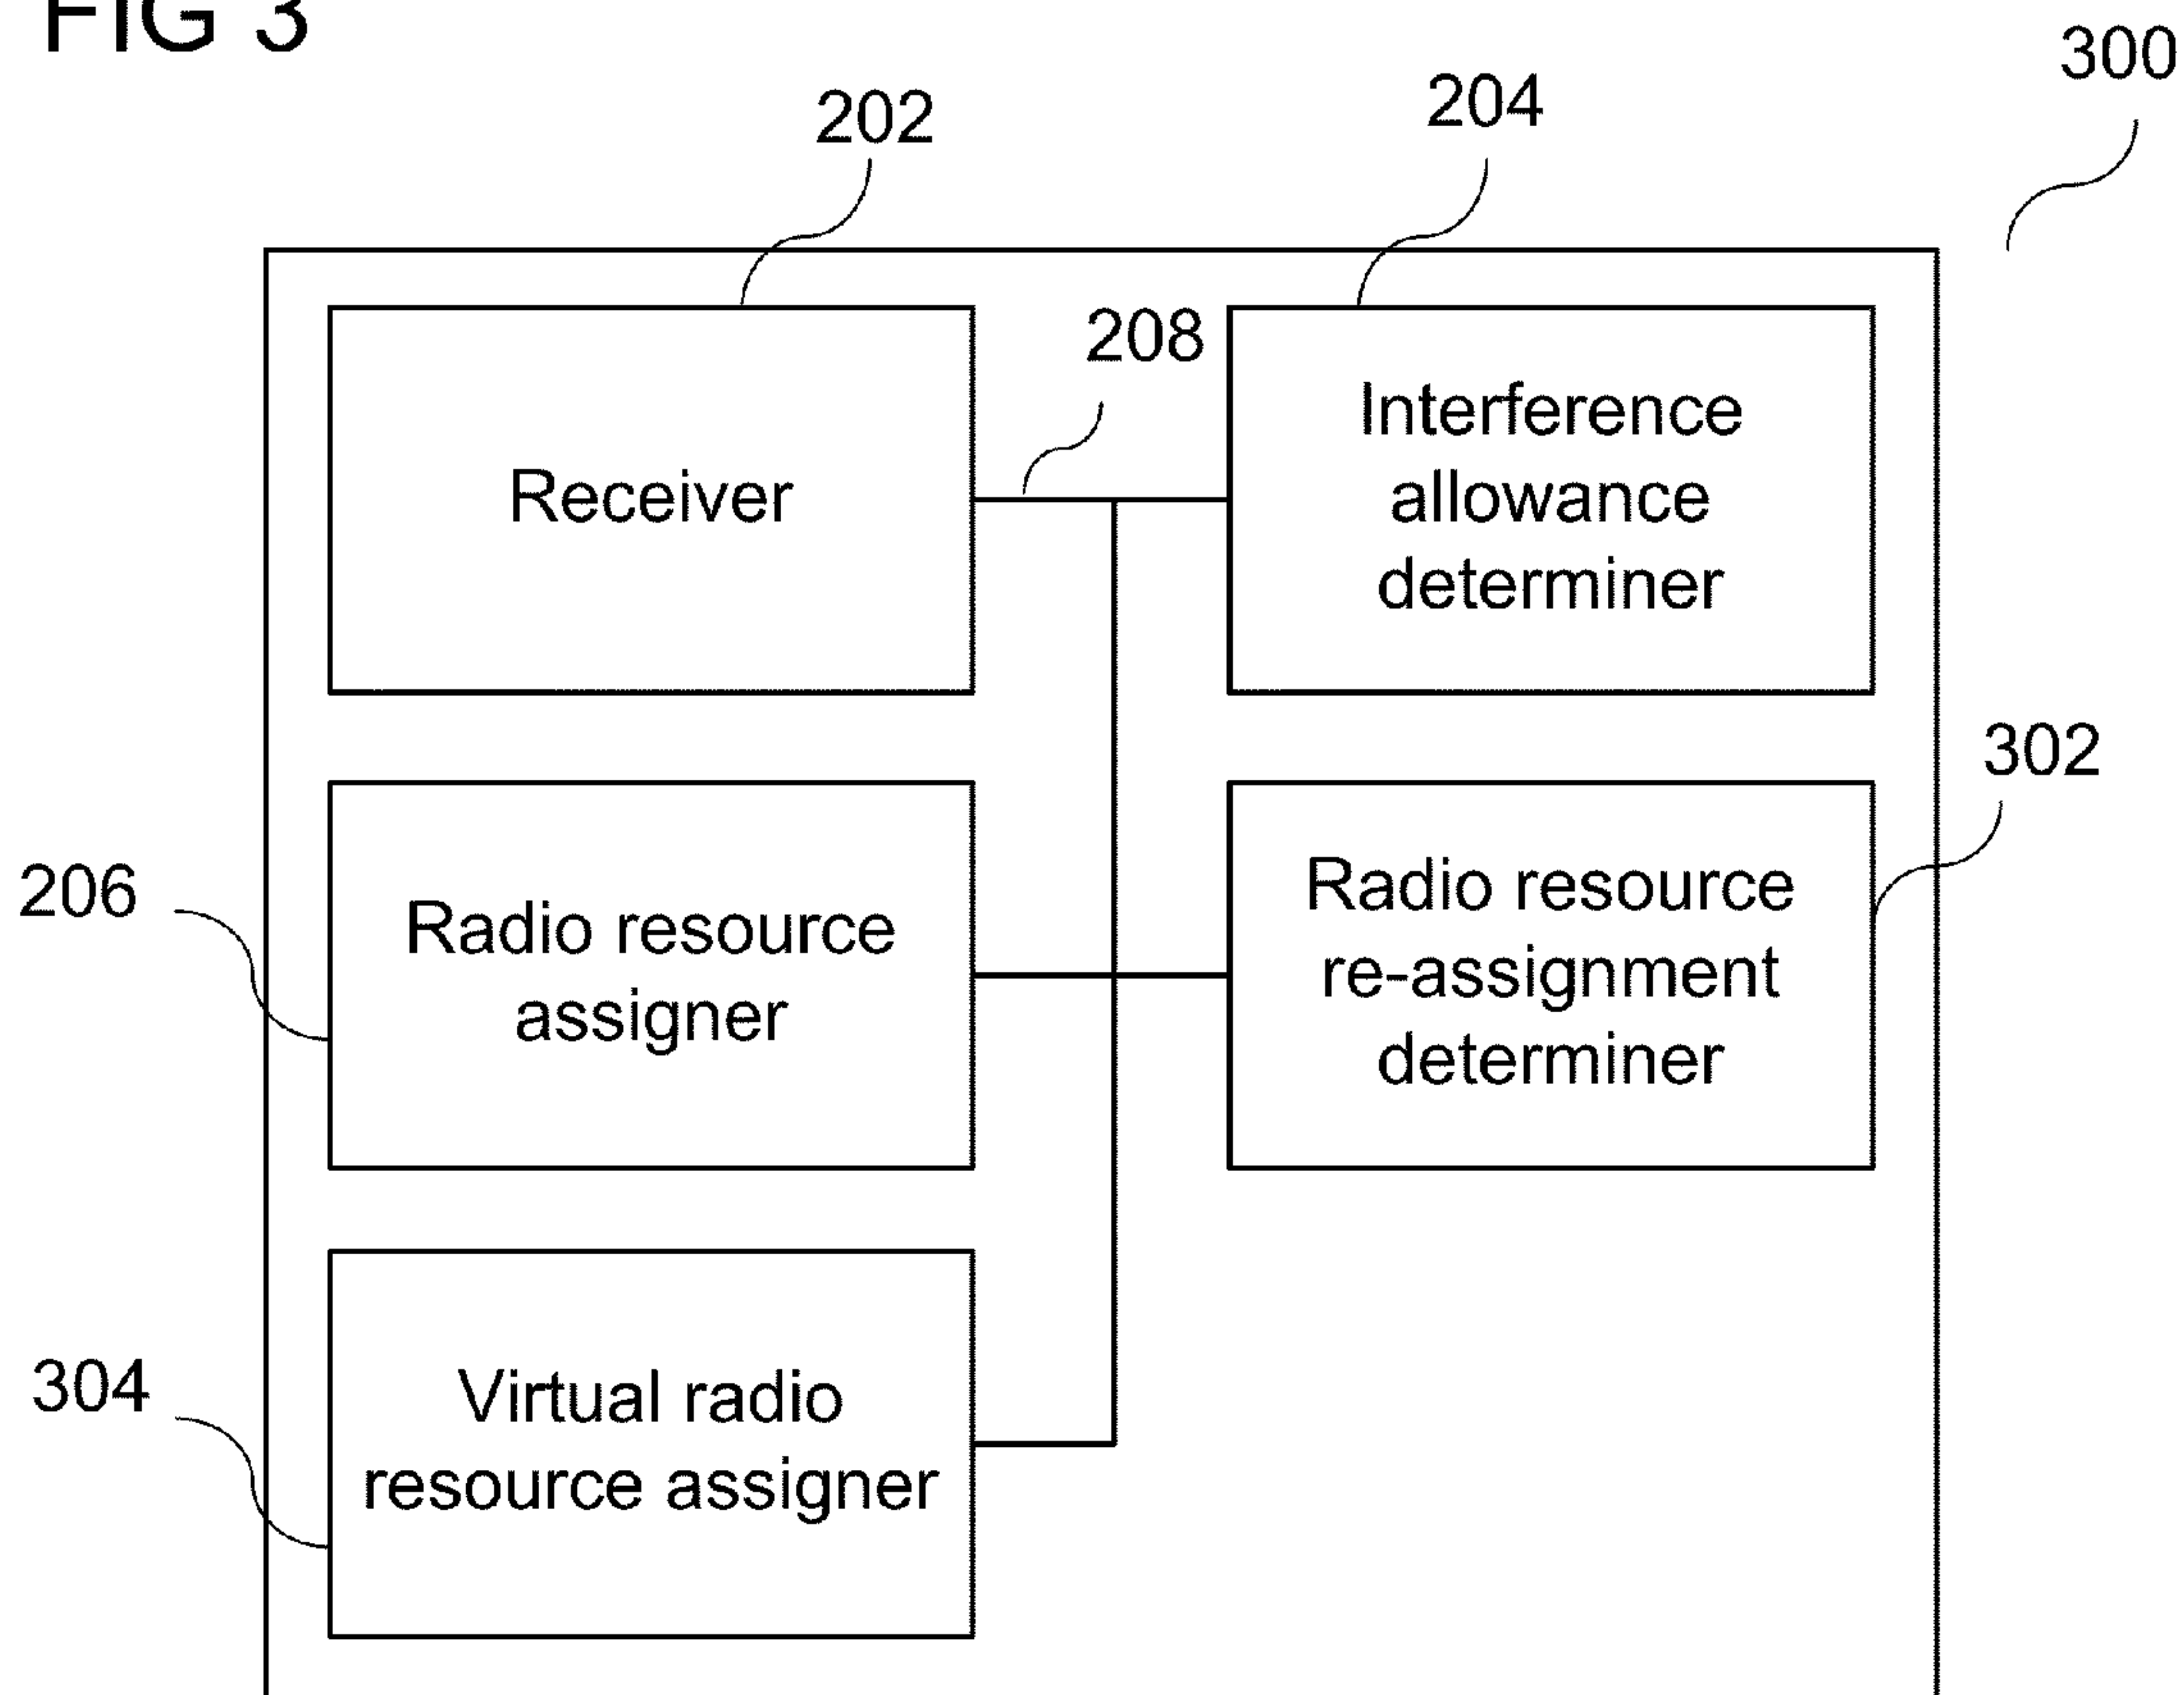 FIG 3
300
202
204
208
Receiver
Interference
allowance
determiner
302
206
Radio resource
assigner
Radio resource
re-assignment
determiner
304
Virtual radio
resource assigner